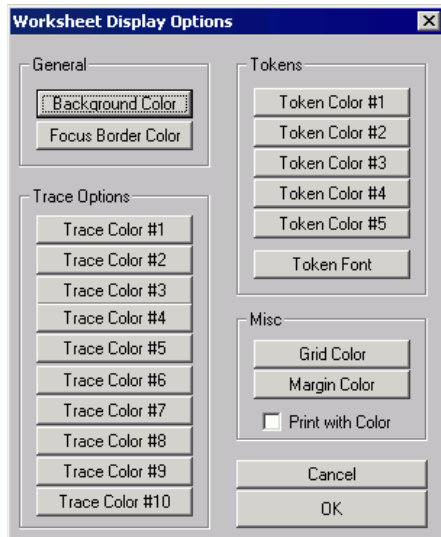 Worksheet Display Options
General
Background Color
Focus Border Color
Trace Options
Trace Color #1
Trace Color #2
Trace Color #3
Trace Color #4
Trace Color #5
Trace Color #6
Trace Color #7
Trace Color #8
Trace Color #9
Trace Color #10
Tokens
Token Color #1
Token Color #2
Token Color #3
Token Color #4
Token Color #5
Token Font
Misc
Grid Color
Margin Color
Print with Color
Cancel
OK